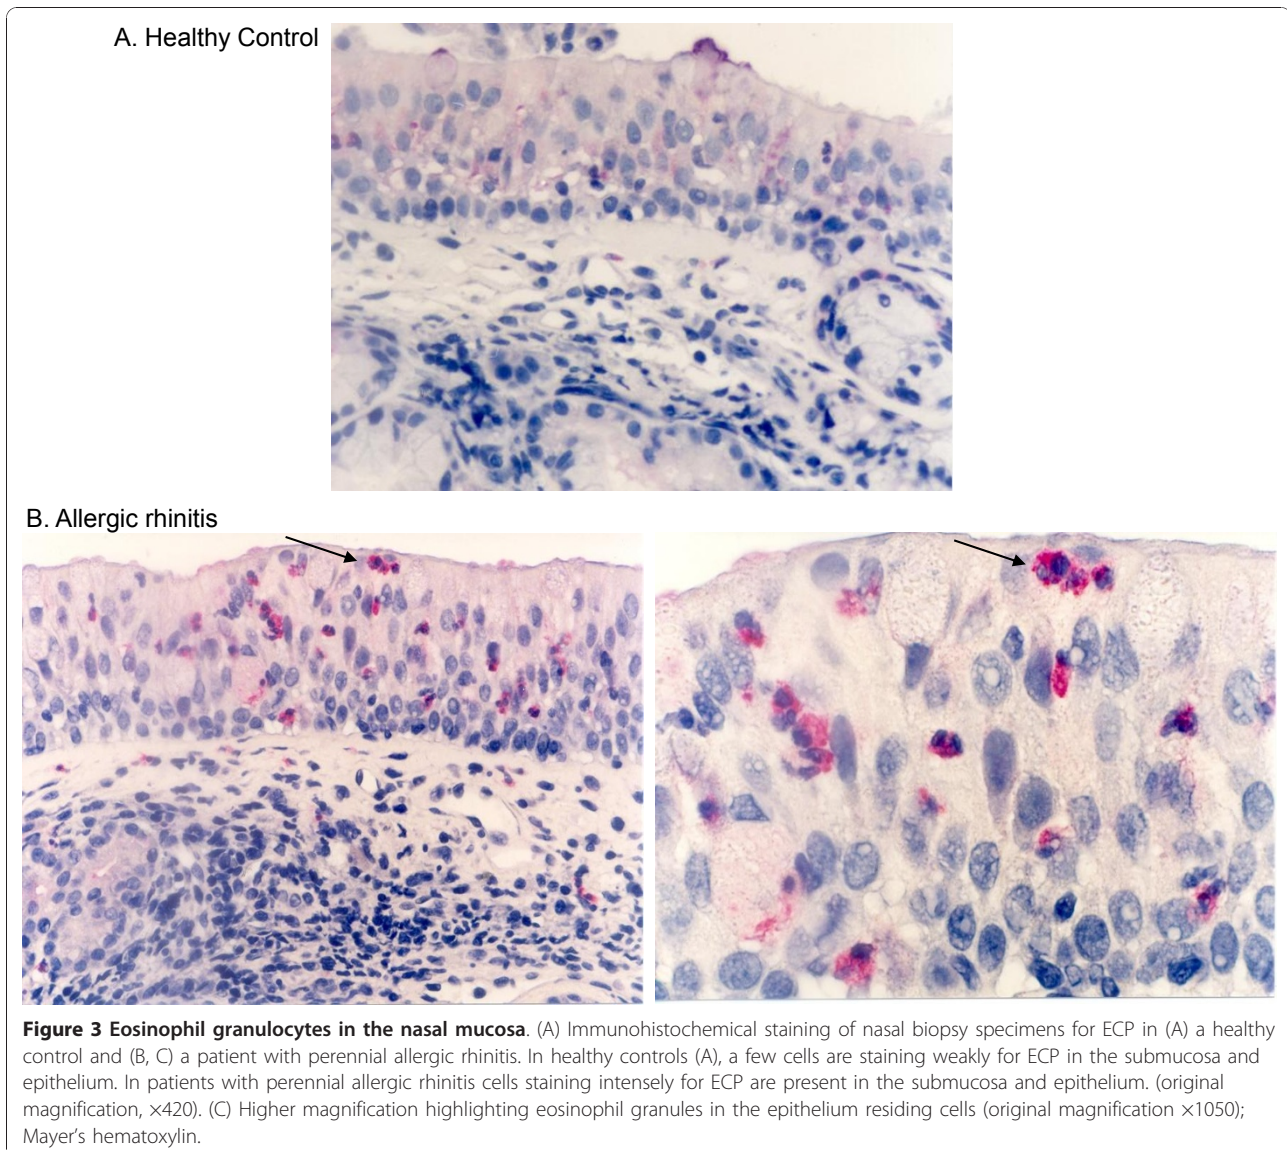 A. Healthy Control
B. Allergic rhinitis
Figure 3 Eosinophil granulocytes in the nasal mucosa. (A) Immunohistochemical staining of nasal biopsy specimens for ECP in (A) a healthy
control and (B, C) a patient with perennial allergic rhinitis. In healthy controls (A), a few cells are staining weakly for ECP in the submucosa and
epithelium. In patients with perennial allergic rhinitis cells staining intensely for ECP are present in the submucosa and epithelium. (original
magnification, ×420). (C) Higher magnification highlighting eosinophil granules in the epithelium residing cells (original magnification ×1050);
Mayer's hematoxylin.